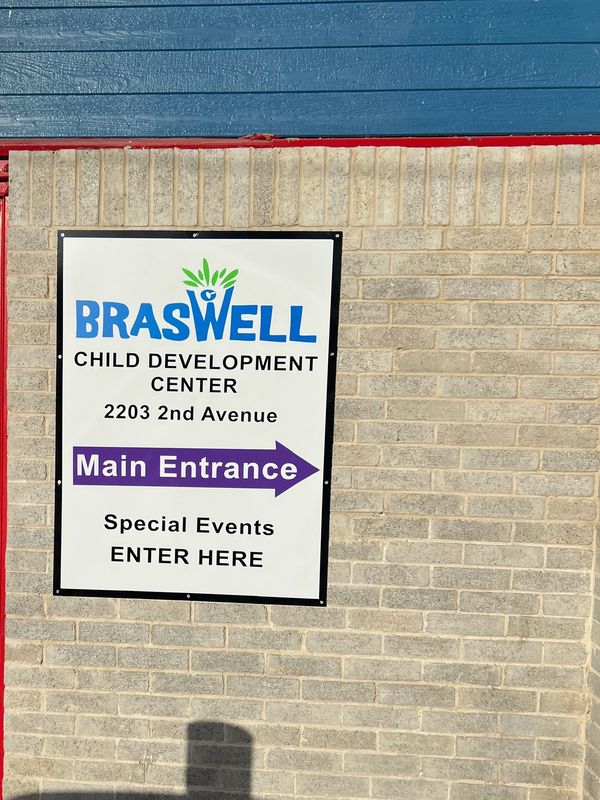 BRASWELL
CHILD DEVELOPMENT
CENTER
2203 2nd Avenue
Main Entrance
Special Events
ENTER HERE